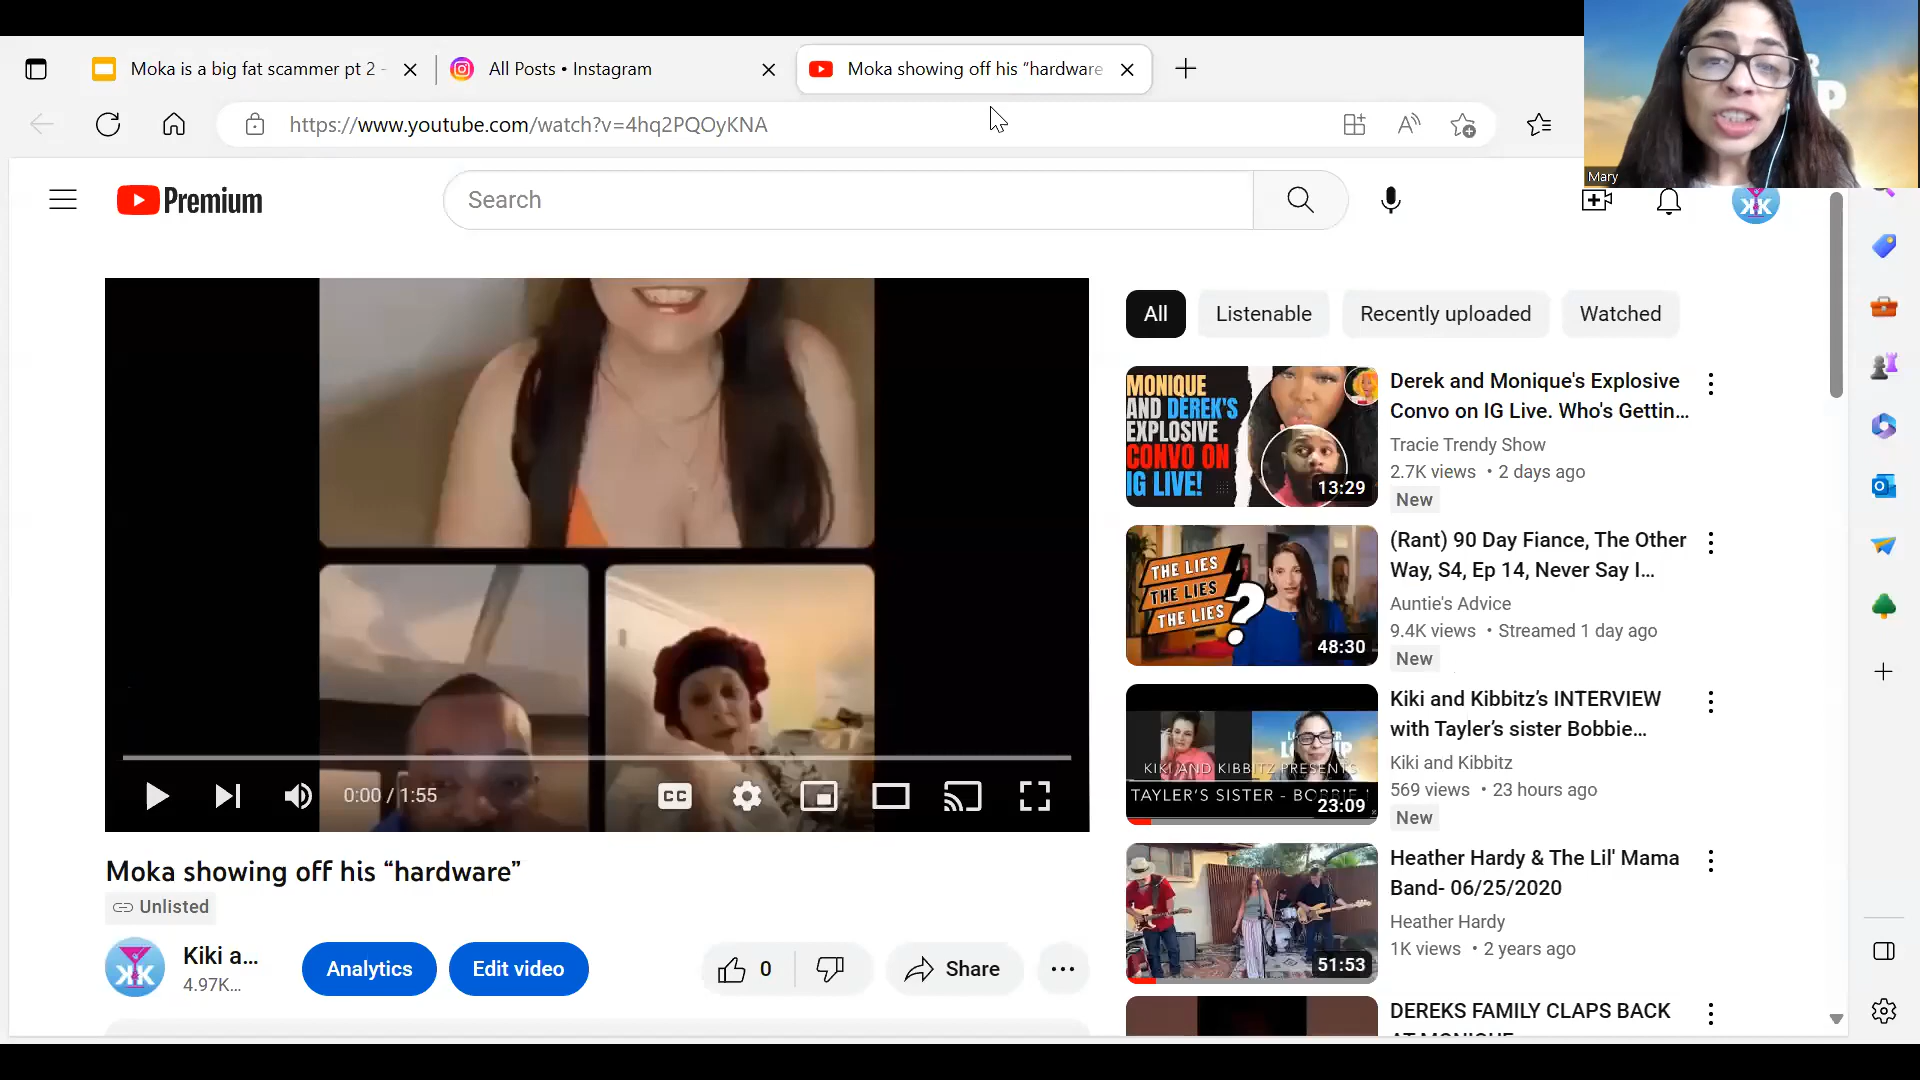 Moka is a big fat scammer pt 2 -
All Posts • Instagram
Moka showing off his “hardware
https://www.youtube.com/watch?v=4hq2PQOyKNA
Mary
Premium
Search
All
Listenable
Recently uploaded
Watched
MONIQUE
AND DEREK'S
EXPLOSIVE
CONVO ON
IG LIVE!
13:29
Derek and Monique's Explosive
Convo on IG Live. Who's Gettin...
Tracie Trendy Show
2.7K views • 2 days ago
New
THE LIES
THE LIES
THE LIES
?
48:30
(Rant) 90 Day Fiance, The Other
Way, S4, Ep 14, Never Say I...
Auntie's Advice
9.4K views • Streamed 1 day ago
New
KIKI AND KIBBITZ PRESENTS
TAYLER'S SISTER - BOBBIE
23:09
Kiki and Kibbitz’s INTERVIEW
with Tayler’s sister Bobbie...
Kiki and Kibbitz
569 views • 23 hours ago
New
51:53
Heather Hardy & The Lil' Mama
Band- 06/25/2020
Heather Hardy
1K views • 2 years ago
DEREKS FAMILY CLAPS BACK
0:00 / 1:55
CC
Moka showing off his “hardware”
Unlisted
KK
Kiki a...
4.97K...
Analytics
Edit video
0
Share